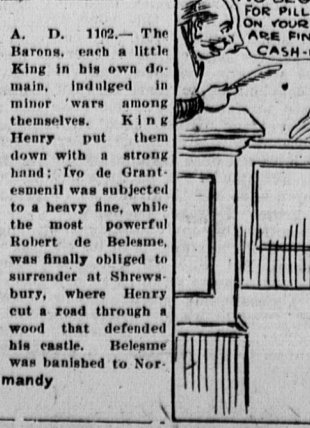 A. D. 1102.— The
Barons, each a little
King in his own do-
main, indulged in
minor wars among
themselves. King
Henry put them
down with a strong
hand; Ivo de Grant-
esmenil was subjected
to a heavy fine, while
the most powerful
Robert de Belesme,
was finally obliged to
surrender at Shrews-
bury, where Henry
cut a road through a
wood that defended
his castle. Belesme
was banished to Nor-
mandy
FOR PILL
ON YOUR
ARE FIN
CASH-